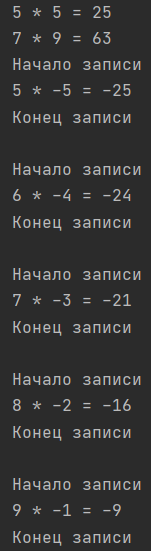 5 * 5 = 25
7 * 9 = 63
Начало записи
5 * -5 = -25
Конец записи
Начало записи
6 * -4 = -24
Конец записи
Начало записи
7 * -3 = -21
Конец записи
Начало записи
8 * -2 = -16
Конец записи
Начало записи
9 * -1 = -9
Конец записи